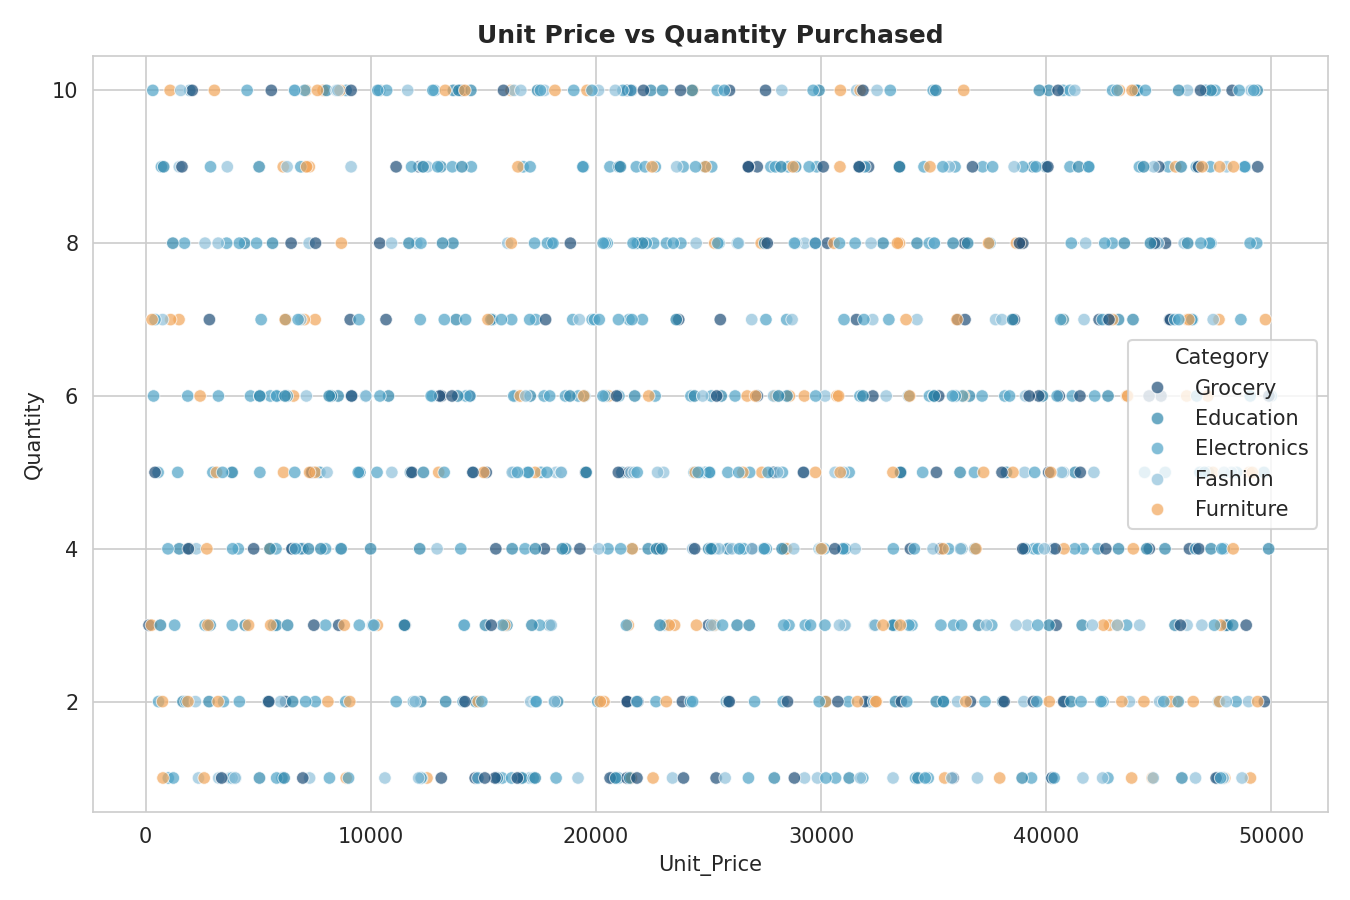 Unit Price vs Quantity Purchased
10
8
6
4
2
Quantity
0 10000 20000 30000 40000 50000
Unit_Price
Category
Grocery
Education
Electronics
Fashion
Furniture